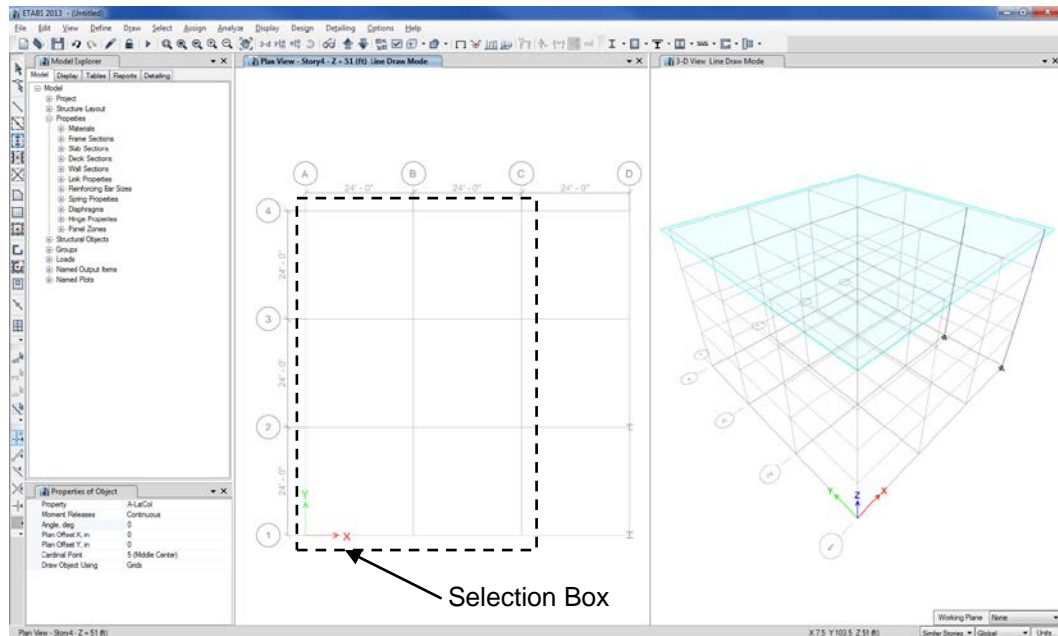 ETABS 2013 - (Untitled)
File Edit View Define Draw Select Assign Analyze Display Design Detailing Options Help
Model Explorer
Model Display Tables Reports Detailing
Model
Project
Structure Layout
Properties
Materials
Frame Sections
Slab Sections
Deck Sections
Wall Sections
Link Properties
Reinforcing Bar Sizes
Spring Properties
Diaphragms
Hinge Properties
Panel Zones
Structural Objects
Groups
Loads
Named Output Items
Named Plots
Properties of Object
Property A-LatCol
Moment Releases Continuous
Angle, deg 0
Plan Offset X, in 0
Plan Offset Y, in 0
Cardinal Point 5 (Middle Center)
Draw Object Using Grids
Plan View - Story4 - Z = 51 (ft) Line Draw Mode
A B C D
24' - 0" 24' - 0" 24' - 0"
4
24' - 0"
3
24' - 0"
2
24' - 0"
1
Y
X
Selection Box
3-D View Line Draw Mode
Y Z X
Working Plane None
Plan View - Story4 - Z = 51 (ft) X 7.5 Y 103.5 Z 51 (ft) Similar Stories Global Units